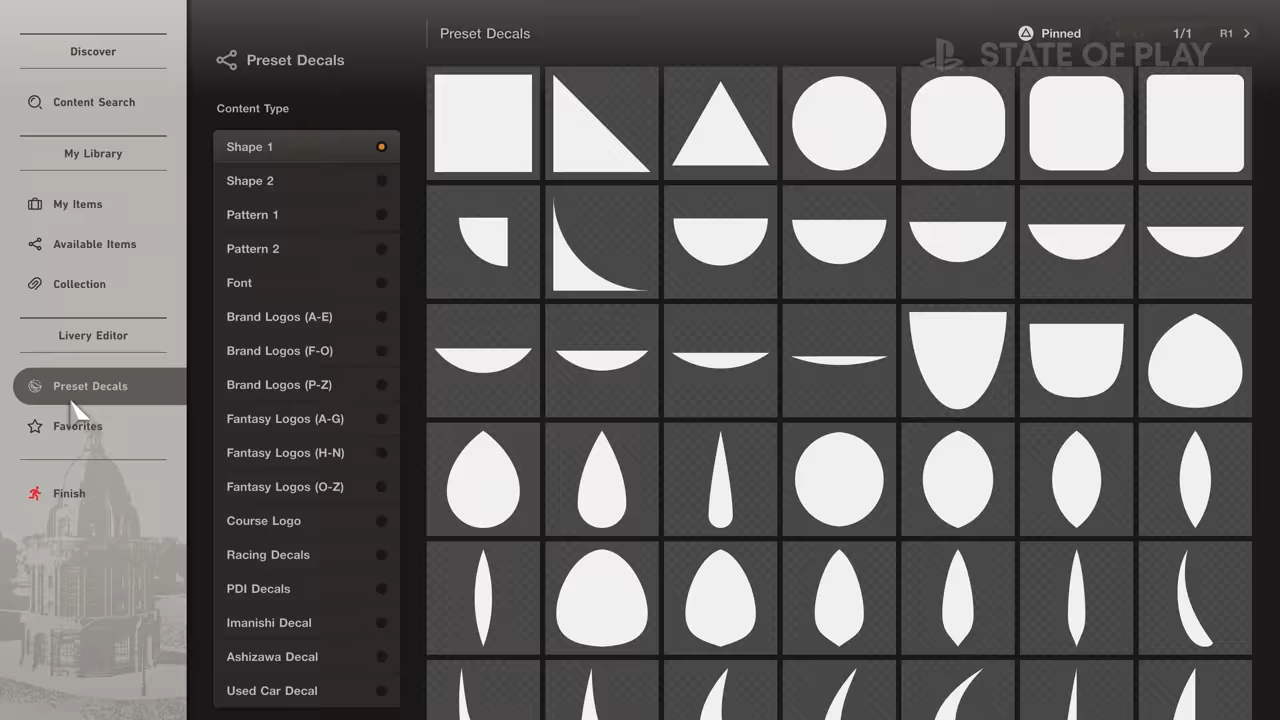 Discover
Content Search
My Library
My Items
Available Items
Collection
Livery Editor
Preset Decals
Favorites
Finish
Preset Decals
Content Type
Shape 1
Shape 2
Pattern 1
Pattern 2
Font
Brand Logos (A-E)
Brand Logos (F-O)
Brand Logos (P-Z)
Fantasy Logos (A-G)
Fantasy Logos (H-N)
Fantasy Logos (O-Z)
Course Logo
Racing Decals
PDI Decals
Imanishi Decal
Ashizawa Decal
Used Car Decal
Preset Decals
Pinned
1/1
R1
STATE OF PLAY